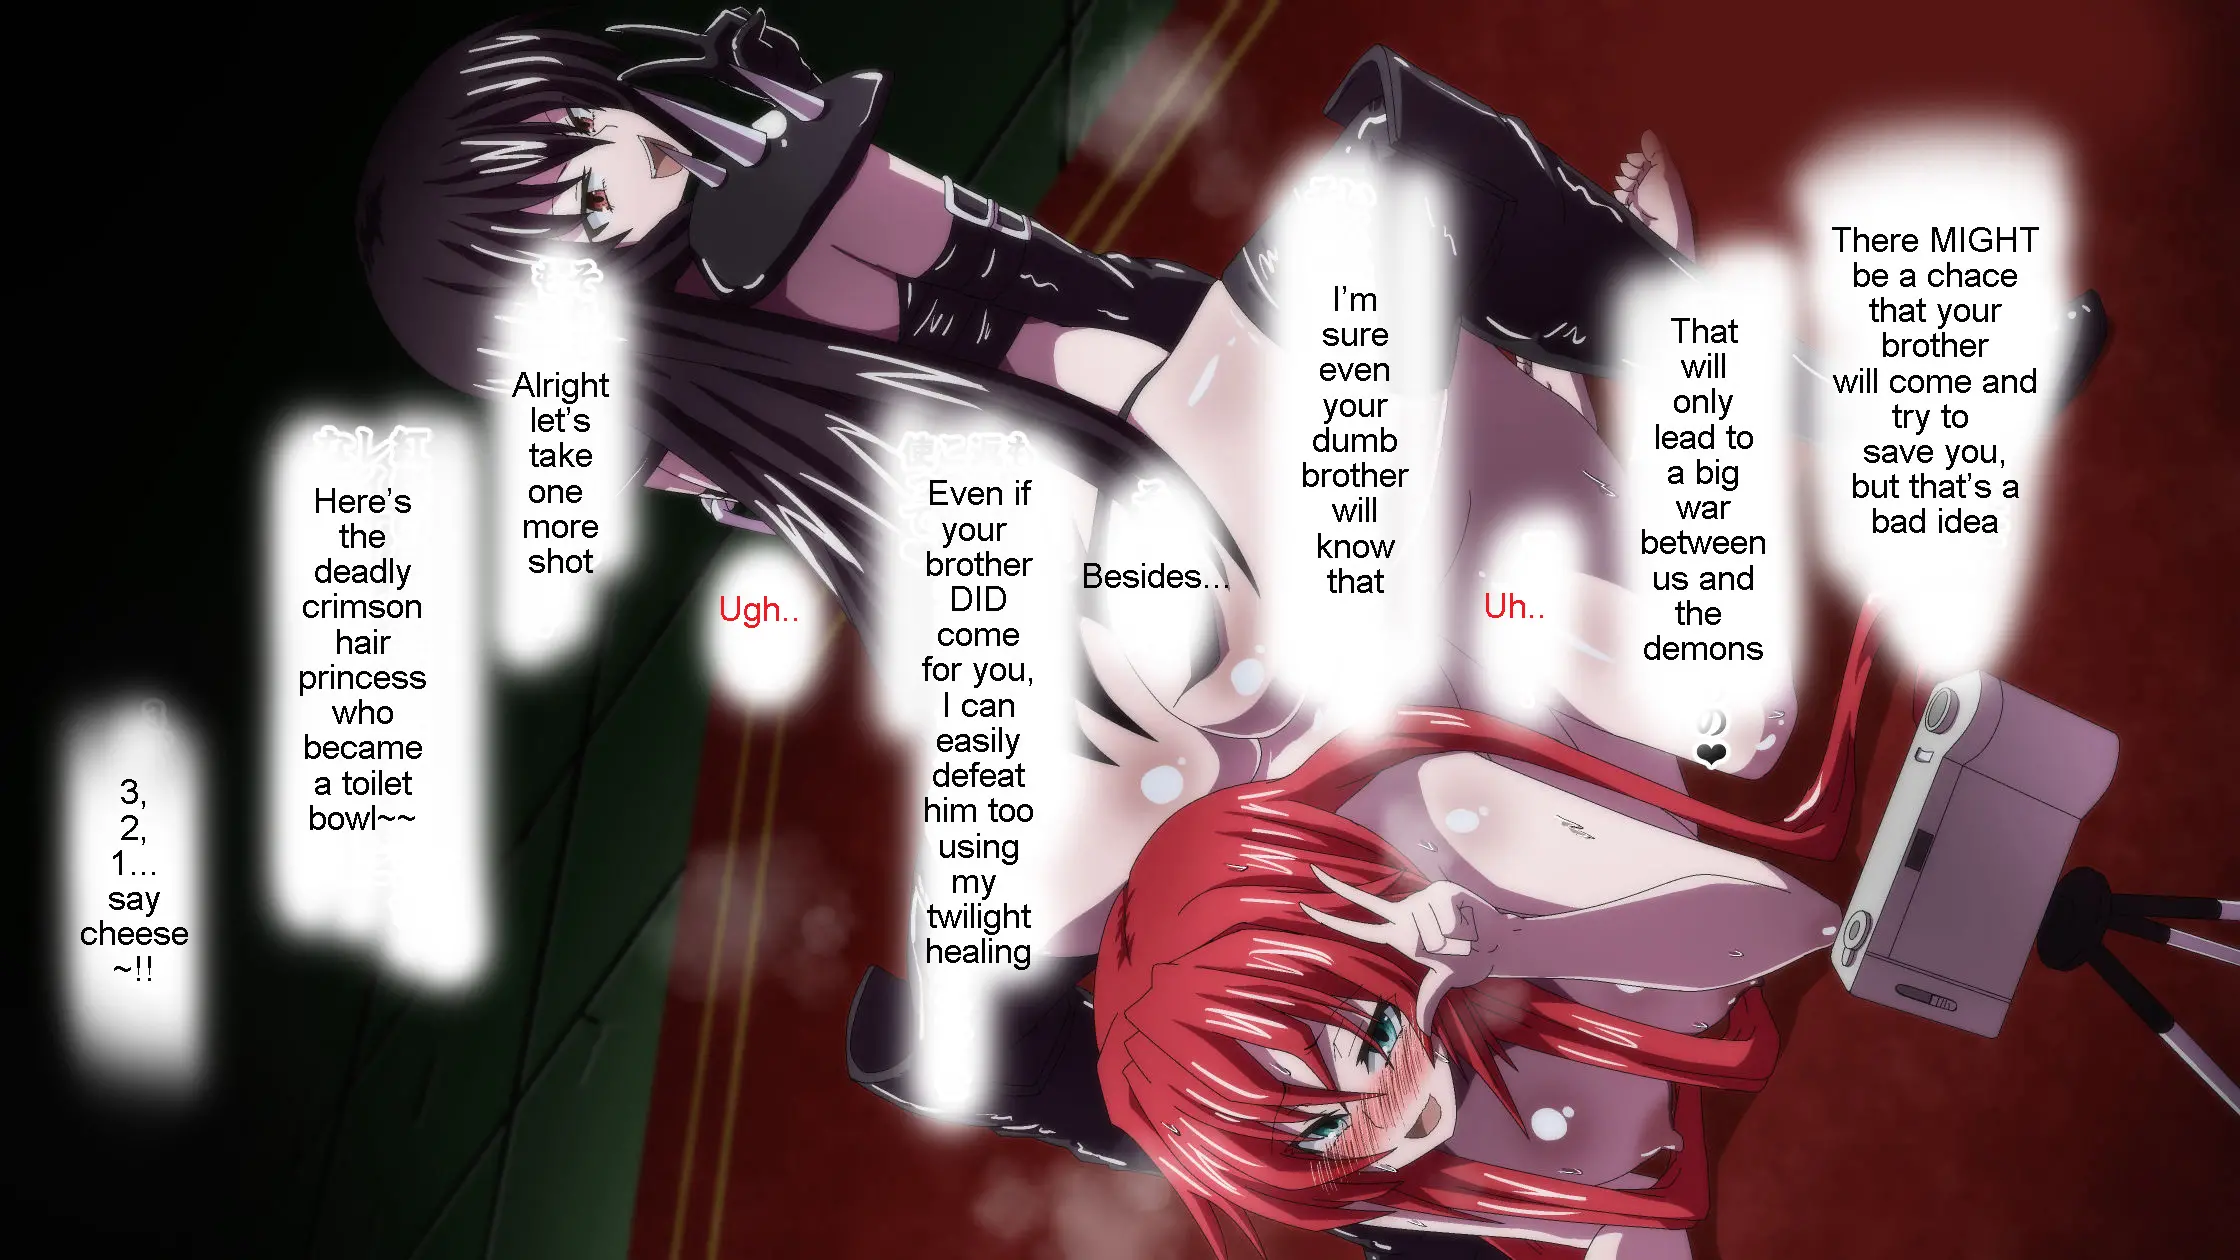 There MIGHT
be a chace
that your
brother
will come and
try to
save you,
but that's a
bad idea
That
will
only
lead to
a big
war
between
us and
the
demons
の❤
Uh..
I'm
sure
even
your
dumb
brother
will
know
that
Besides...
Even if
your
brother
DID
come
for you,
I can
easily
defeat
him too
using
my
twilight
healing
Ugh..
Alright
let's
take
one
more
shot
Here's
the
deadly
crimson
hair
princess
who
became
a toilet
bowl~~
3,
2,
1...
say
cheese
~!!